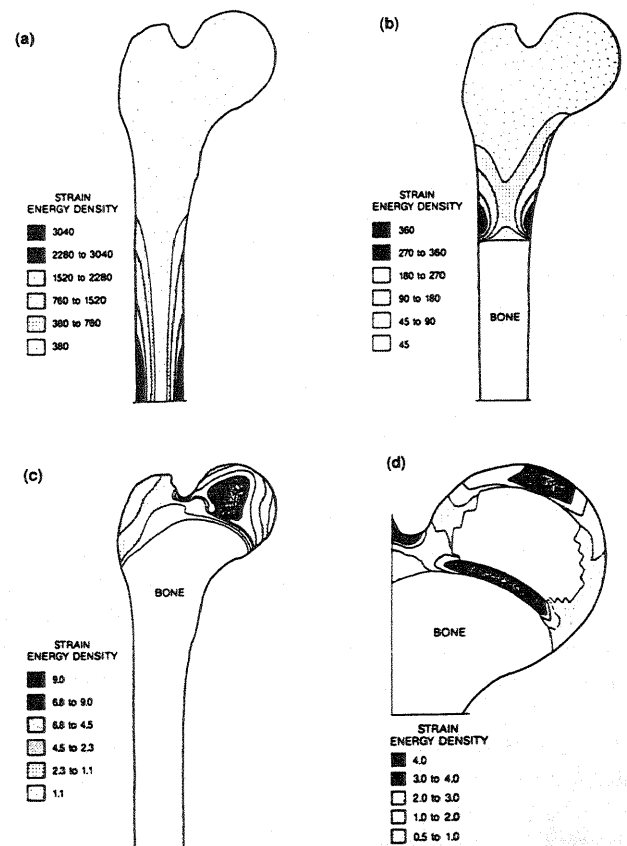 (a)
STRAIN
ENERGY DENSITY
3040
2280 to 3040
1520 to 2280
760 to 1520
380 to 760
380
(b)
STRAIN
ENERGY DENSITY
360
270 to 360
180 to 270
90 to 180
45 to 90
45
BONE
(c)
BONE
STRAIN
ENERGY DENSITY
9.0
6.8 to 9.0
6.8 to 4.5
4.5 to 2.3
2.3 to 1.1
1.1
(d)
BONE
STRAIN
ENERGY DENSITY
4.0
3.0 to 4.0
2.0 to 3.0
1.0 to 2.0
0.5 to 1.0